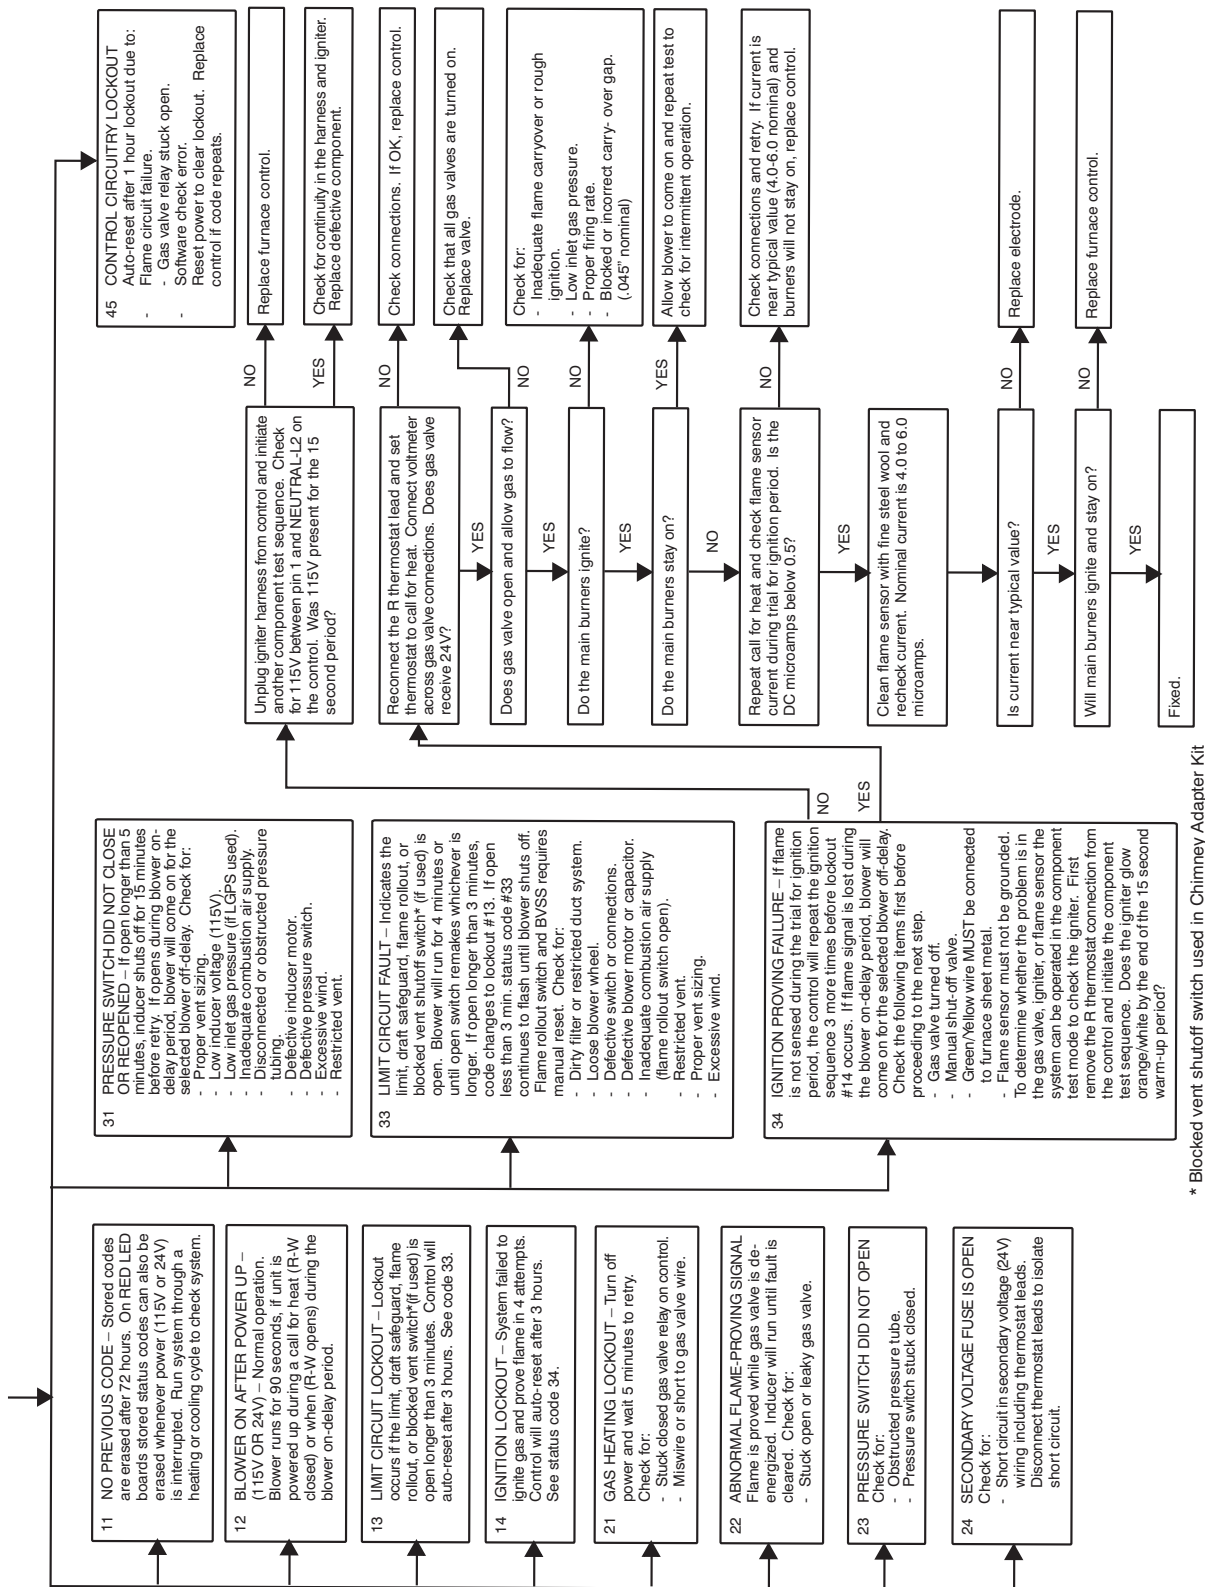 11 NO PREVIOUS CODE – Stored codes
are erased after 72 hours. On RED LED
boards stored status codes can also be
erased whenever power (115V or 24V)
is interrupted. Run system through a
heating or cooling cycle to check system.
12 BLOWER ON AFTER POWER UP –
(115V OR 24V) – Normal operation.
Blower runs for 90 seconds, if unit is
powered up during a call for heat (R-W
closed) or when (R-W opens) during the
blower on-delay period.
13 LIMIT CIRCUIT LOCKOUT – Lockout
occurs if the limit, draft safeguard, flame
rollout, or blocked vent switch*(if used) is
open longer than 3 minutes. Control will
auto-reset after 3 hours. See code 33.
14 IGNITION LOCKOUT – System failed to
ignite gas and prove flame in 4 attempts.
Control will auto-reset after 3 hours.
See status code 34.
21 GAS HEATING LOCKOUT – Turn off
power and wait 5 minutes to retry.
Check for:
- Stuck closed gas valve relay on control.
- Miswire or short to gas valve wire.
22 ABNORMAL FLAME-PROVING SIGNAL
Flame is proved while gas valve is de-
energized. Inducer will run until fault is
cleared. Check for:
- Stuck open or leaky gas valve.
23 PRESSURE SWITCH DID NOT OPEN
Check for:
- Obstructed pressure tube.
- Pressure switch stuck closed.
24 SECONDARY VOLTAGE FUSE IS OPEN
Check for:
- Short circuit in secondary voltage (24V)
wiring including thermostat leads.
Disconnect thermostat leads to isolate
short circuit.
31 PRESSURE SWITCH DID NOT CLOSE
OR REOPENED – If open longer than 5
minutes, inducer shuts off for 15 minutes
before retry. If opens during blower on-
delay period, blower will come on for the
selected blower off-delay. Check for:
- Proper vent sizing.
- Low inducer voltage (115V).
- Low inlet gas pressure (if LGPS used).
- Inadequate combustion air supply.
- Disconnected or obstructed pressure
tubing.
- Defective inducer motor.
- Defective pressure switch.
- Excessive wind.
- Restricted vent.
33 LIMIT CIRCUIT FAULT – Indicates the
limit, draft safeguard, flame rollout, or
blocked vent shutoff switch* (if used) is
open. Blower will run for 4 minutes or
until open switch remakes whichever is
longer. If open longer than 3 minutes,
code changes to lockout #13. If open
less than 3 min. status code #33
continues to flash until blower shuts off.
Flame rollout switch and BVSS requires
manual reset. Check for:
- Dirty filter or restricted duct system.
- Loose blower wheel.
- Defective switch or connections.
- Defective blower motor or capacitor.
- Inadequate combustion air supply
(flame rollout switch open).
- Restricted vent.
- Proper vent sizing.
- Excessive wind.
34 IGNITION PROVING FAILURE – If flame
is not sensed during the trial for ignition
period, the control will repeat the ignition
sequence 3 more times before lockout
#14 occurs. If flame signal is lost during
the blower on-delay period, blower will
come on for the selected blower off-delay.
Check the following items first before
proceeding to the next step.
- Gas valve turned off.
- Manual shut-off valve.
- Green/Yellow wire MUST be connected
to furnace sheet metal.
- Flame sensor must not be grounded.
- To determine whether the problem is in
the gas valve, igniter, or flame sensor the
system can be operated in the component
test mode to check the igniter. First
remove the R thermostat connection from
the control and initiate the component
test sequence. Does the igniter glow
orange/white by the end of the 15 second
warm-up period?
NO
YES
45 CONTROL CIRCUITRY LOCKOUT
Auto-reset after 1 hour lockout due to:
- Flame circuit failure.
- Gas valve relay stuck open.
- Software check error.
Reset power to clear lockout. Replace
control if code repeats.
Unplug igniter harness from control and initiate
another component test sequence. Check
for 115V between pin 1 and NEUTRAL-L2 on
the control. Was 115V present for the 15
second period?
NO
Replace furnace control.
YES
Check for continuity in the harness and igniter.
Replace defective component.
Reconnect the R thermostat lead and set
thermostat to call for heat. Connect voltmeter
across gas valve connections. Does gas valve
receive 24V?
NO
Check connections. If OK, replace control.
YES
Does gas valve open and allow gas to flow?
NO
Check that all gas valves are turned on.
Replace valve.
YES
Do the main burners ignite?
NO
Check for:
- Inadequate flame carryover or rough
ignition.
- Low inlet gas pressure.
- Proper firing rate.
- Blocked or incorrect carry- over gap.
(.045" nominal)
YES
Do the main burners stay on?
YES
Allow blower to come on and repeat test to
check for intermittent operation.
NO
Repeat call for heat and check flame sensor
current during trial for ignition period. Is the
DC microamps below 0.5?
NO
Check connections and retry. If current is
near typical value (4.0-6.0 nominal) and
burners will not stay on, replace control.
YES
Clean flame sensor with fine steel wool and
recheck current. Nominal current is 4.0 to 6.0
microamps.
Is current near typical value?
NO
Replace electrode.
YES
Will main burners ignite and stay on?
NO
Replace furnace control.
YES
Fixed.
* Blocked vent shutoff switch used in Chimney Adapter Kit